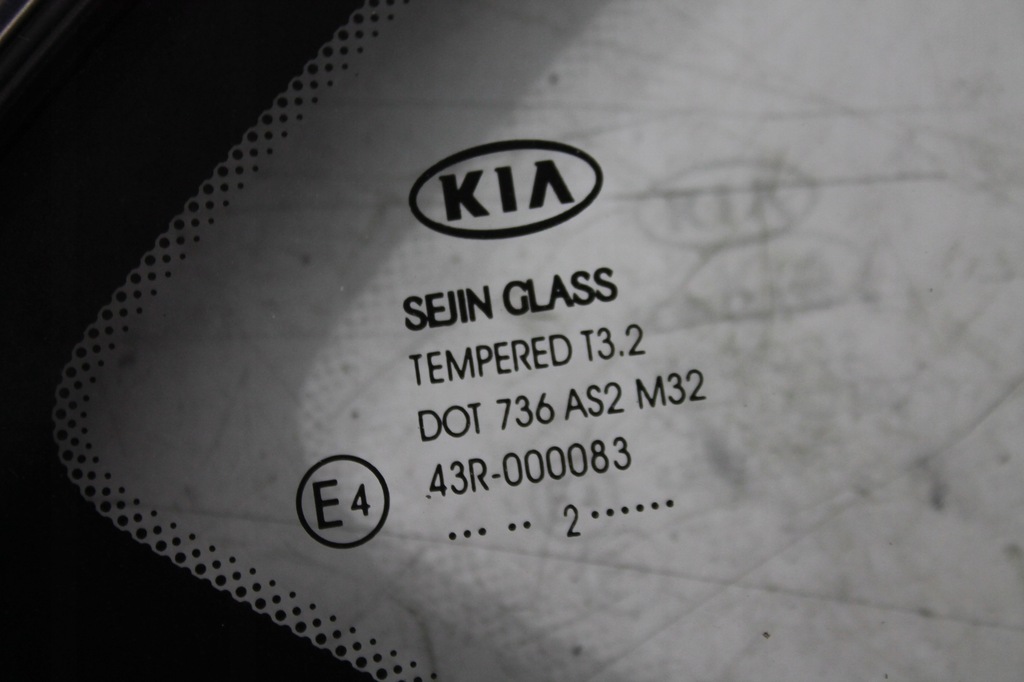 KIA
SEJIN GLASS
TEMPERED T3.2
DOT 736 AS2 M32
43R-000083
E4
... .. 2 ......